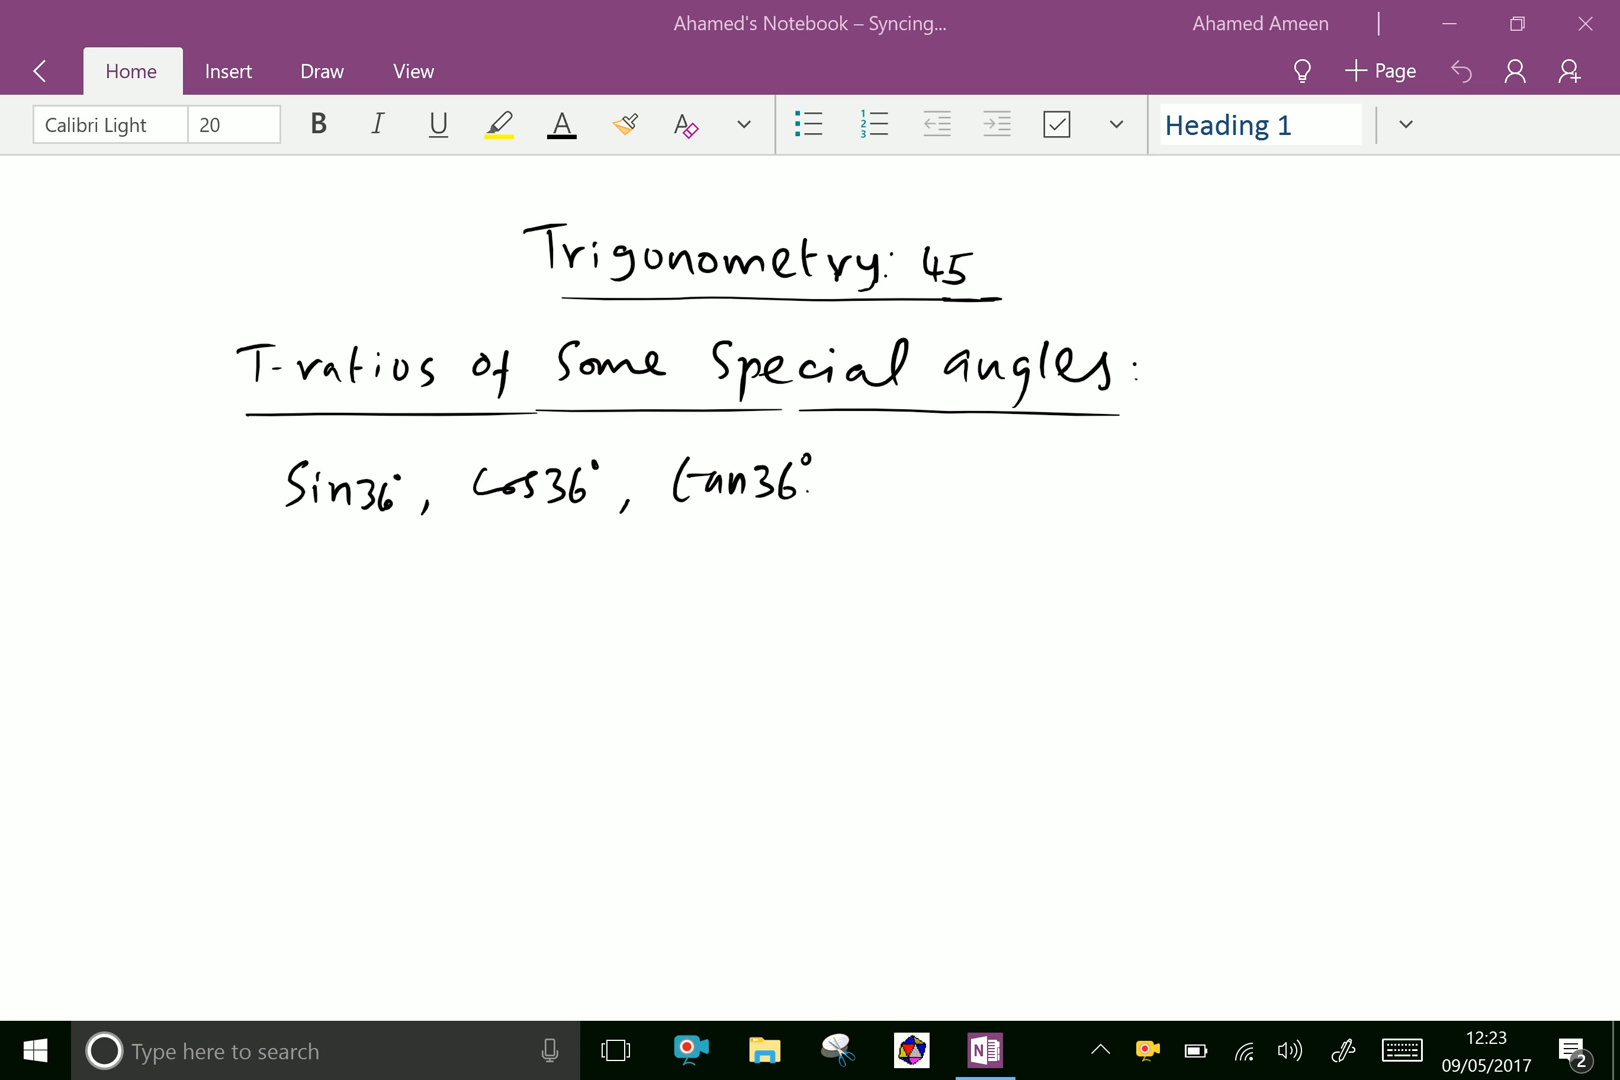 Ahamed's Notebook – Syncing...
Ahamed Ameen
Home Insert Draw View
Page
Calibri Light 20 B I U A A Heading 1
Trigonometry: 45
T-ratios of Some Special angles:
Sin36°, Cos36°, tan36°.
Type here to search
N
12:23
09/05/2017
2